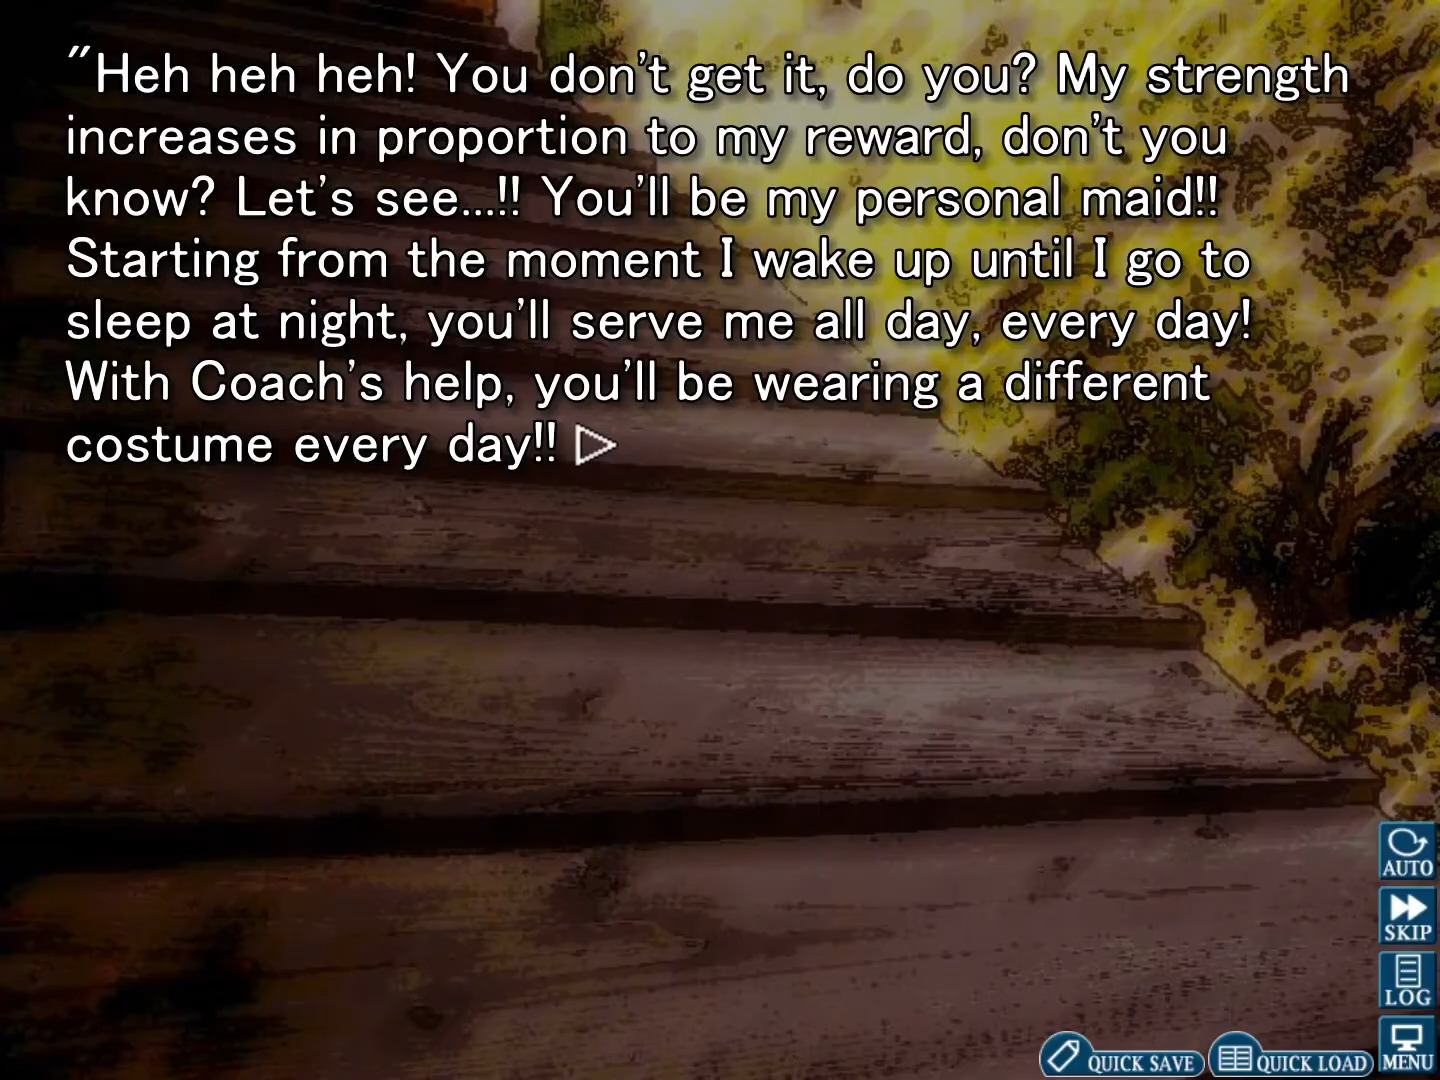 "Heh heh heh! You don't get it, do you? My strength
increases in proportion to my reward, don't you
know? Let's see...!! You'll be my personal maid!!
Starting from the moment I wake up until I go to
sleep at night, you'll serve me all day, every day!
With Coach's help, you'll be wearing a different
costume every day!!
AUTO
SKIP
LOG
MENU
QUICK SAVE
QUICK LOAD